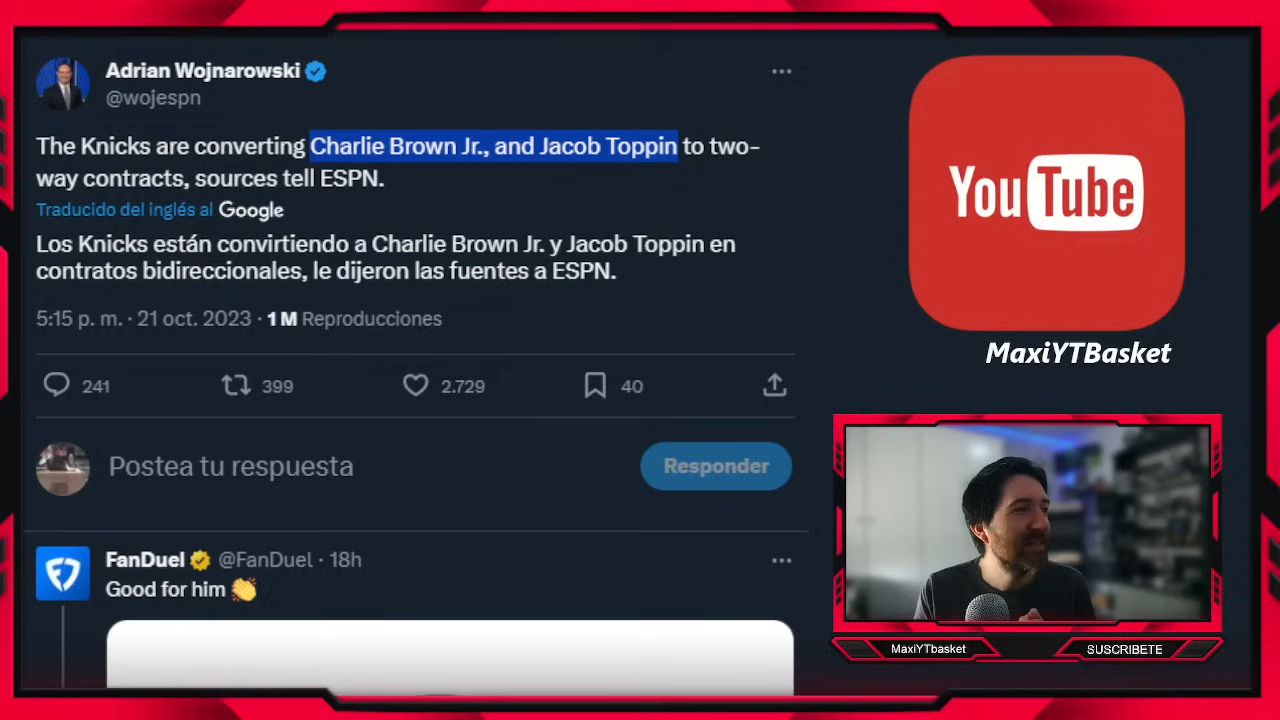 Adrian Wojnarowski
@wojespn
The Knicks are converting Charlie Brown Jr., and Jacob Toppin to two-
way contracts, sources tell ESPN.
Traducido del inglés al Google
Los Knicks están convirtiendo a Charlie Brown Jr. y Jacob Toppin en
contratos bidireccionales, le dijeron las fuentes a ESPN.
5:15 p. m. · 21 oct. 2023 · 1 M Reproducciones
241 399 2.729 40
Postea tu respuesta
Responder
FanDuel @FanDuel · 18h
Good for him 👏
YouTube
MaxiYTBasket
MaxiYTbasket
SUSCRIBETE